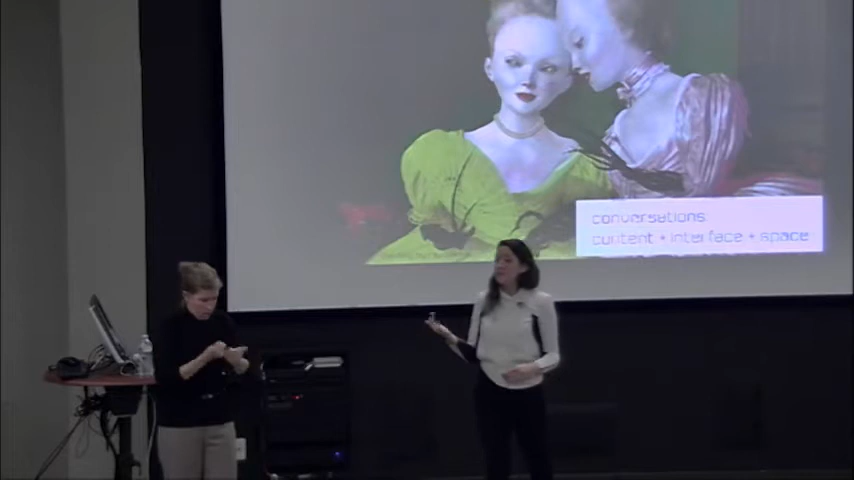 conversations:
content + interface + space